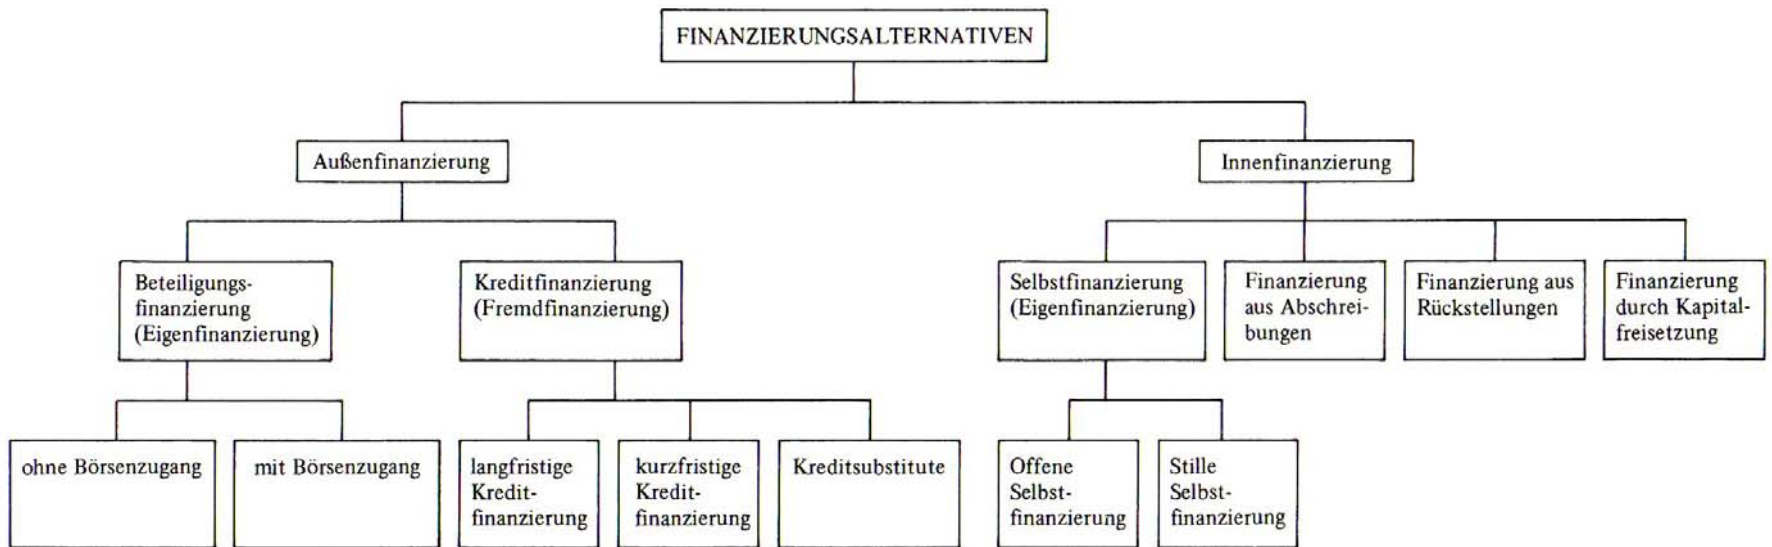 FINANZIERUNGSALTERNATIVEN
Außenfinanzierung
Innenfinanzierung
Beteiligungs-
finanzierung
(Eigenfinanzierung)
Kreditfinanzierung
(Fremdfinanzierung)
Selbstfinanzierung
(Eigenfinanzierung)
Finanzierung
aus Abschrei-
bungen
Finanzierung aus
Rückstellungen
Finanzierung
durch Kapital-
freisetzung
ohne Börsenzugang
mit Börsenzugang
langfristige
Kredit-
finanzierung
kurzfristige
Kredit-
finanzierung
Kreditsubstitute
Offene
Selbst-
finanzierung
Stille
Selbst-
finanzierung